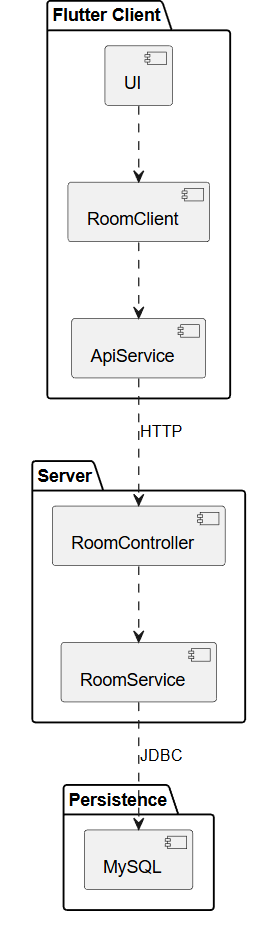 Flutter Client
UI
RoomClient
ApiService
HTTP
Server
RoomController
RoomService
JDBC
Persistence
MySQL